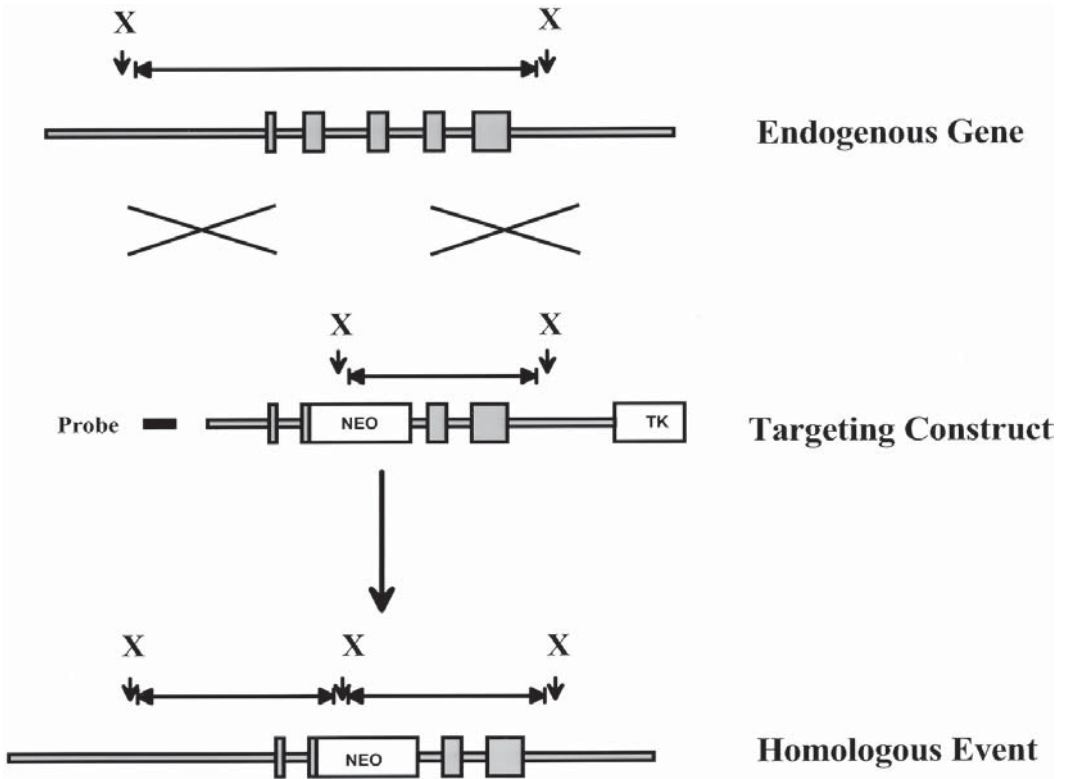 X X
Endogenous Gene
X X
Probe NEO TK Targeting Construct
X X X
NEO Homologous Event